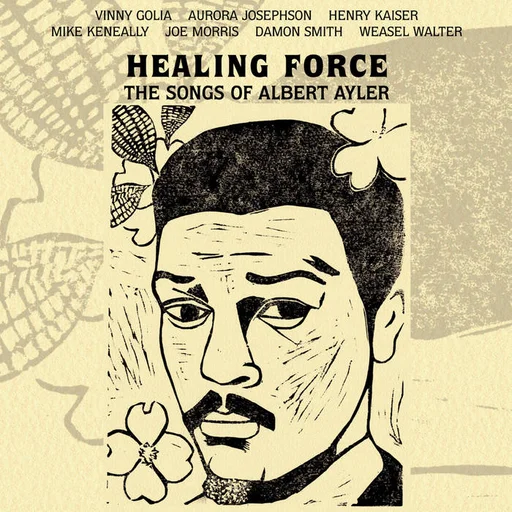 VINNY GOLIA AURORA JOSEPHSON HENRY KAISER
MIKE KENEALLY JOE MORRIS DAMON SMITH WEASEL WALTER
HEALING FORCE
THE SONGS OF ALBERT AYLER